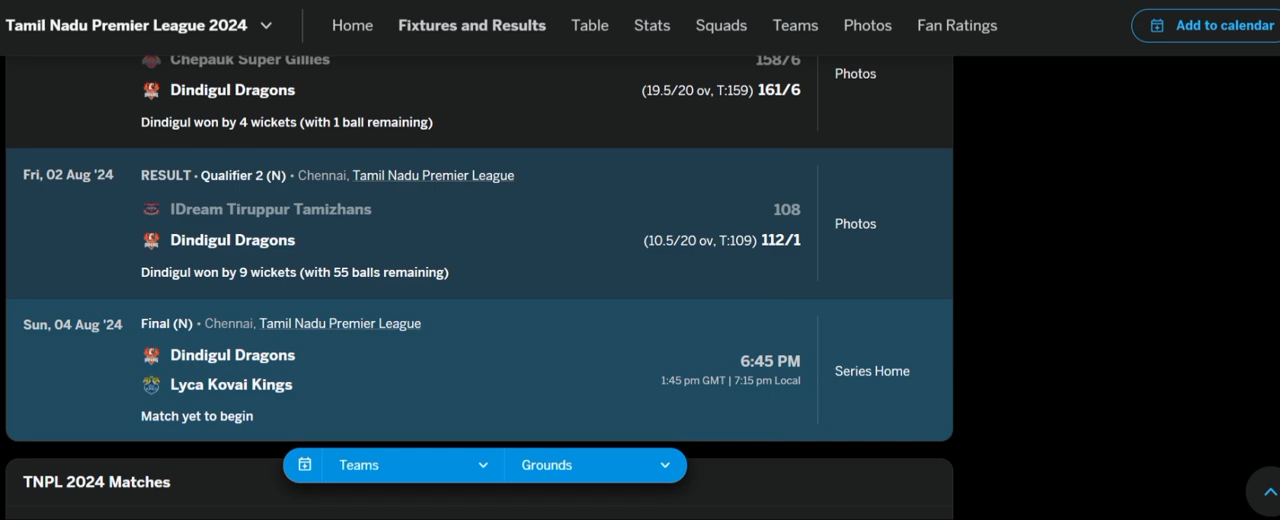 Tamil Nadu Premier League 2024 Home Fixtures and Results Table Stats Squads Teams Photos Fan Ratings Add to calendar
Chepauk Super Gillies 158/6
Dindigul Dragons (19.5/20 ov, T:159) 161/6 Photos
Dindigul won by 4 wickets (with 1 ball remaining)
Fri, 02 Aug '24 RESULT • Qualifier 2 (N) • Chennai, Tamil Nadu Premier League
IDream Tiruppur Tamizhans 108
Dindigul Dragons (10.5/20 ov, T:109) 112/1 Photos
Dindigul won by 9 wickets (with 55 balls remaining)
Sun, 04 Aug '24 Final (N) • Chennai, Tamil Nadu Premier League
Dindigul Dragons 6:45 PM
Lyca Kovai Kings 1:45 pm GMT | 7:15 pm Local Series Home
Match yet to begin
Teams Grounds
TNPL 2024 Matches